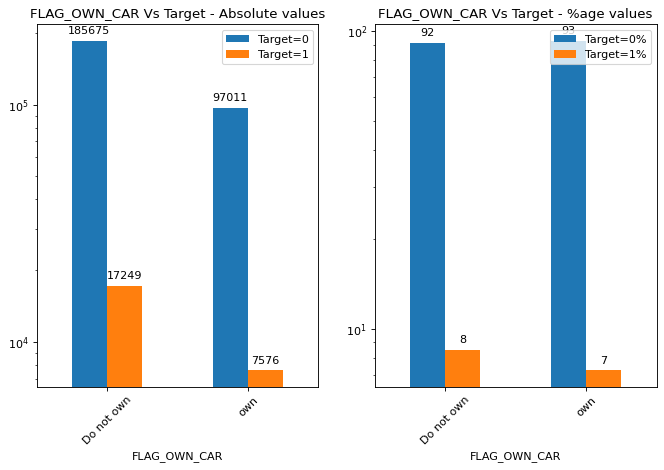 FLAG_OWN_CAR Vs Target - Absolute values
185675
Target=0
Target=1
97011
10^5
17249
10^4
7576
Do not own
own
FLAG_OWN_CAR
FLAG_OWN_CAR Vs Target - %age values
10^2
92
93
Target=0%
Target=1%
10^1
8
7
Do not own
own
FLAG_OWN_CAR